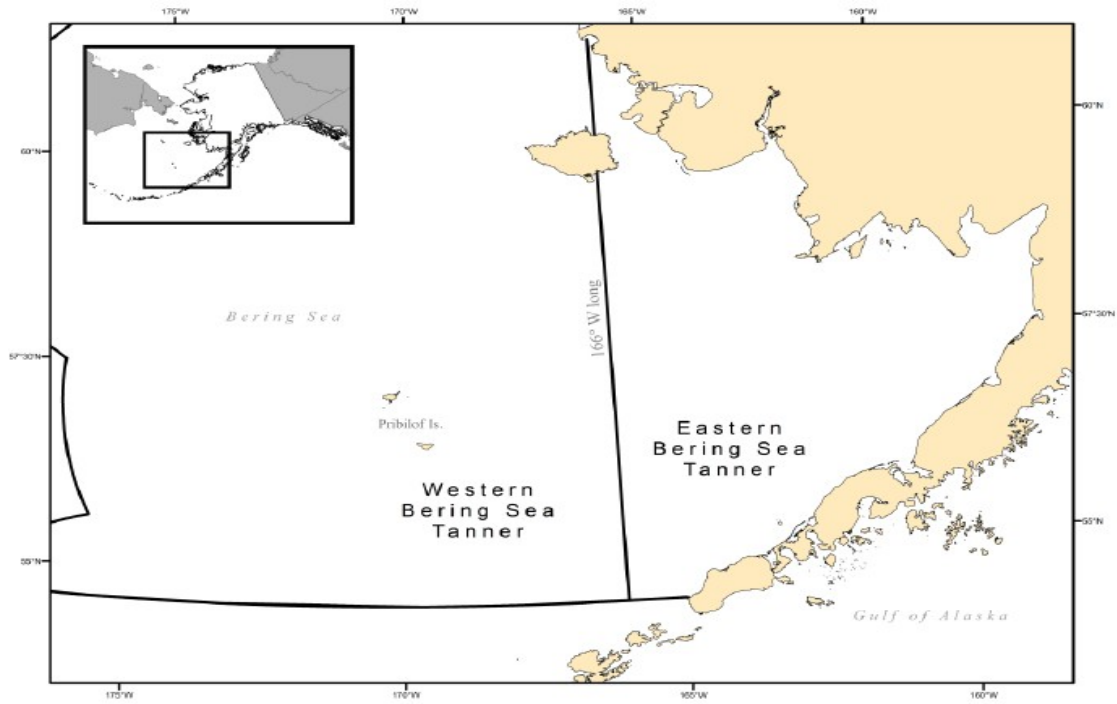 175°W
170°W
165°W
160°W
60°N
60°N
166° W long
Bering Sea
57°30'N
57°30'N
Pribilof Is.
Eastern
Bering Sea
Tanner
Western
Bering Sea
Tanner
55°N
55°N
Gulf of Alaska
175°W
170°W
165°W
160°W